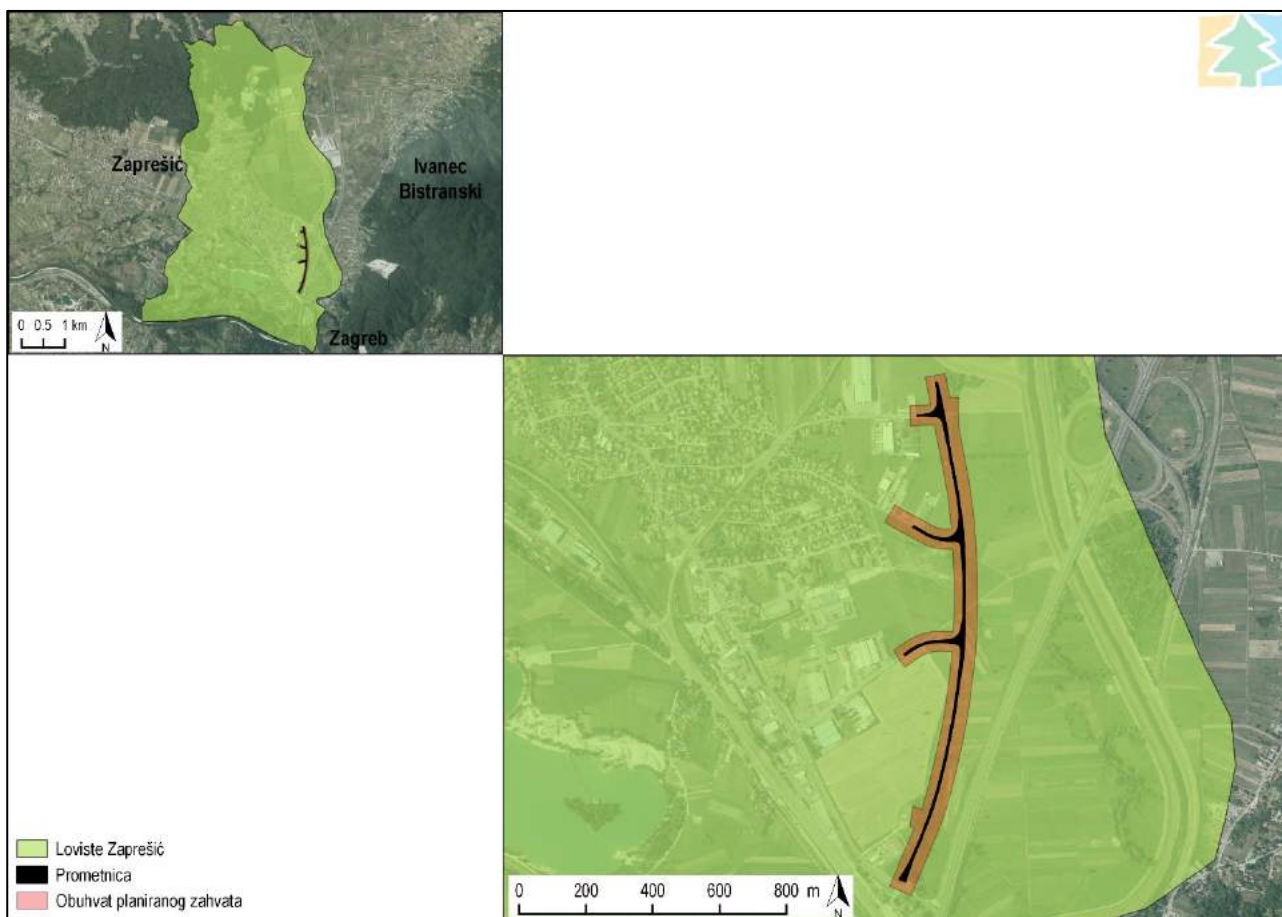 Zaprešić
Ivanec
Bistranski
Zagreb
0 0.5 1 km
N
Loviste Zaprešić
Prometnica
Obuhvat planiranog zahvata
0 200 400 600 800 m
N